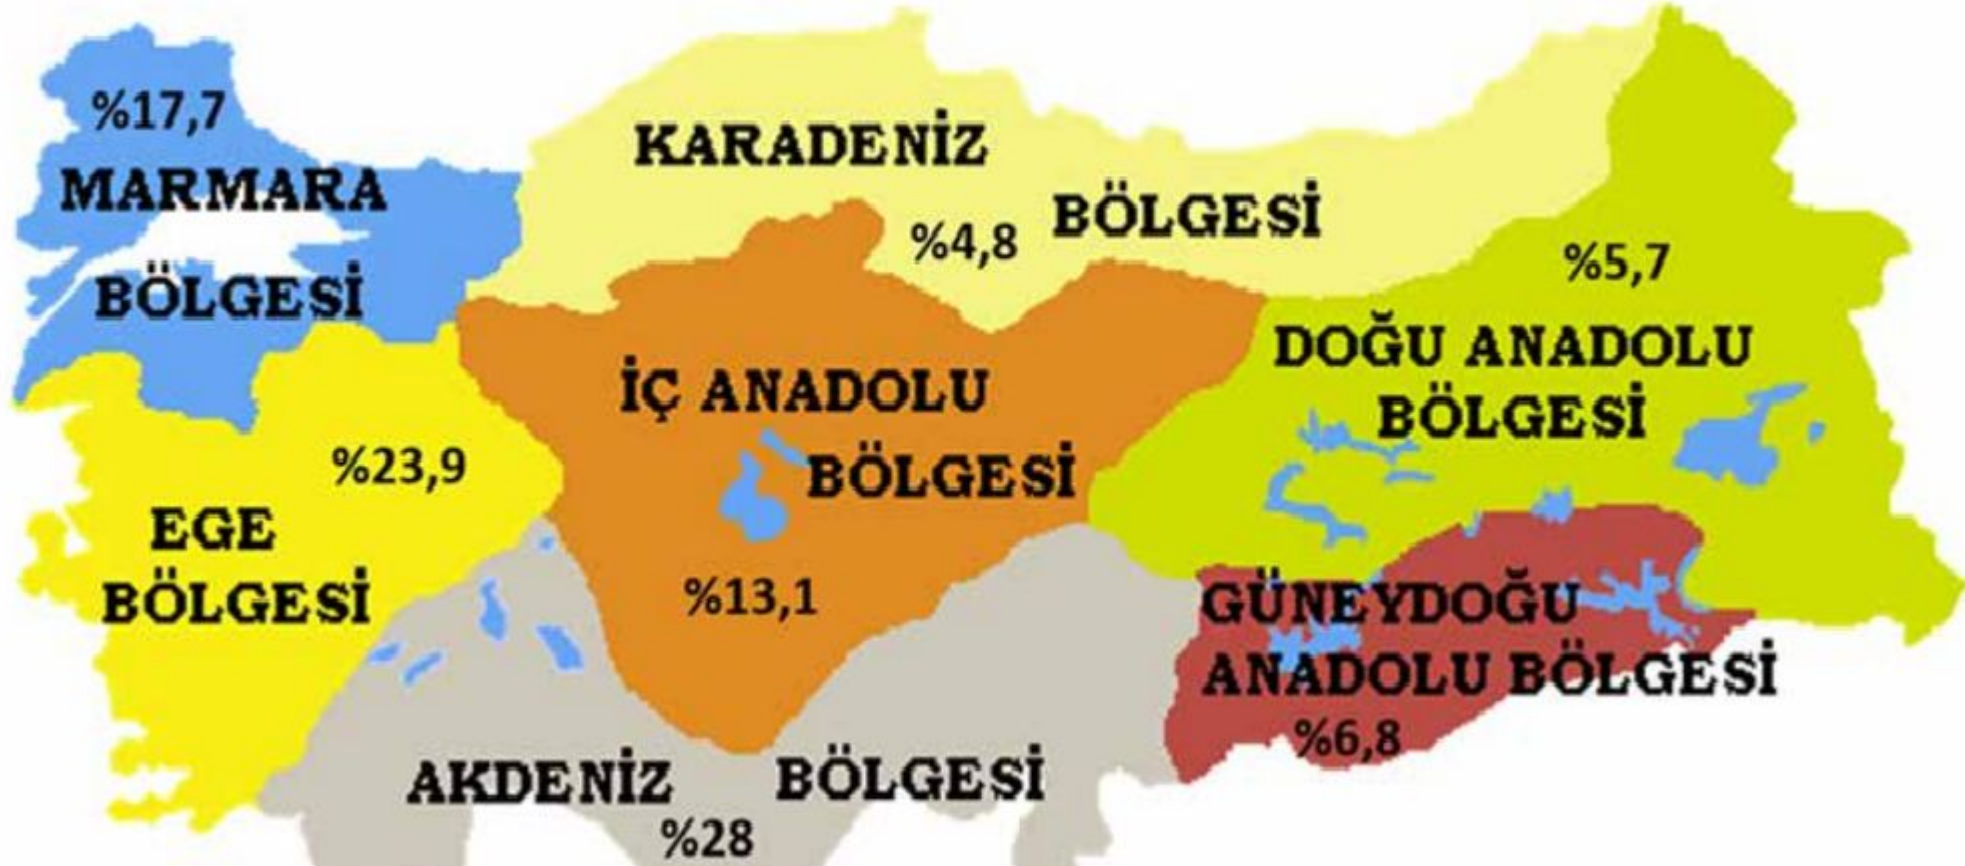 %17,7
MARMARA
BÖLGESİ
KARADENİZ
BÖLGESİ
%4,8
%5,7
DOĞU ANADOLU
BÖLGESİ
İÇ ANADOLU
BÖLGESİ
%13,1
%23,9
EGE
BÖLGESİ
GÜNEYDOĞU
ANADOLU BÖLGESİ
%6,8
AKDENİZ BÖLGESİ
%28